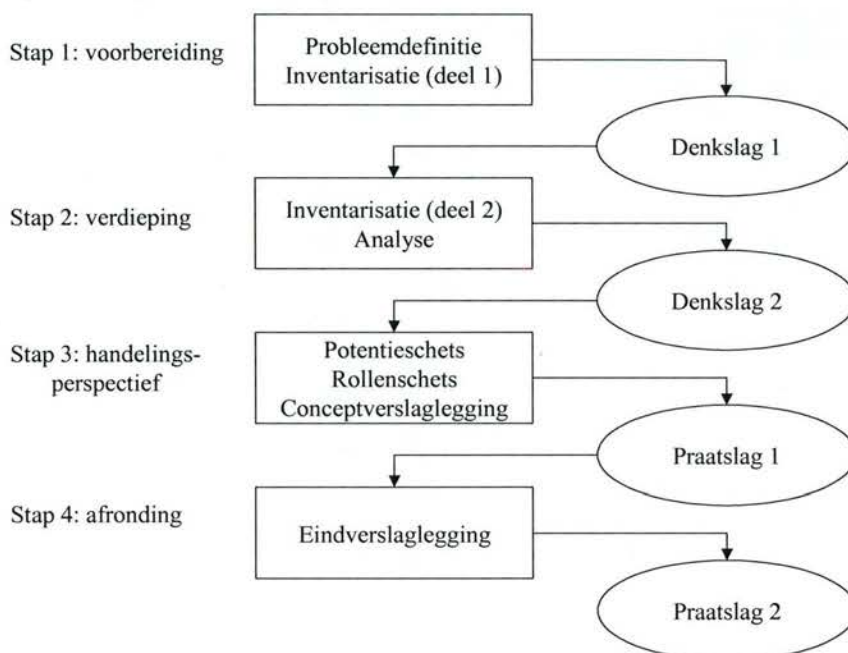 Stap 1: voorbereiding
Probleemdefinitie
Inventarisatie (deel 1)
Denkslag 1
Stap 2: verdieping
Inventarisatie (deel 2)
Analyse
Denkslag 2
Stap 3: handelings-
perspectief
Potentieschets
Rollenschets
Conceptverslaglegging
Praatslag 1
Stap 4: afronding
Eindverslaglegging
Praatslag 2